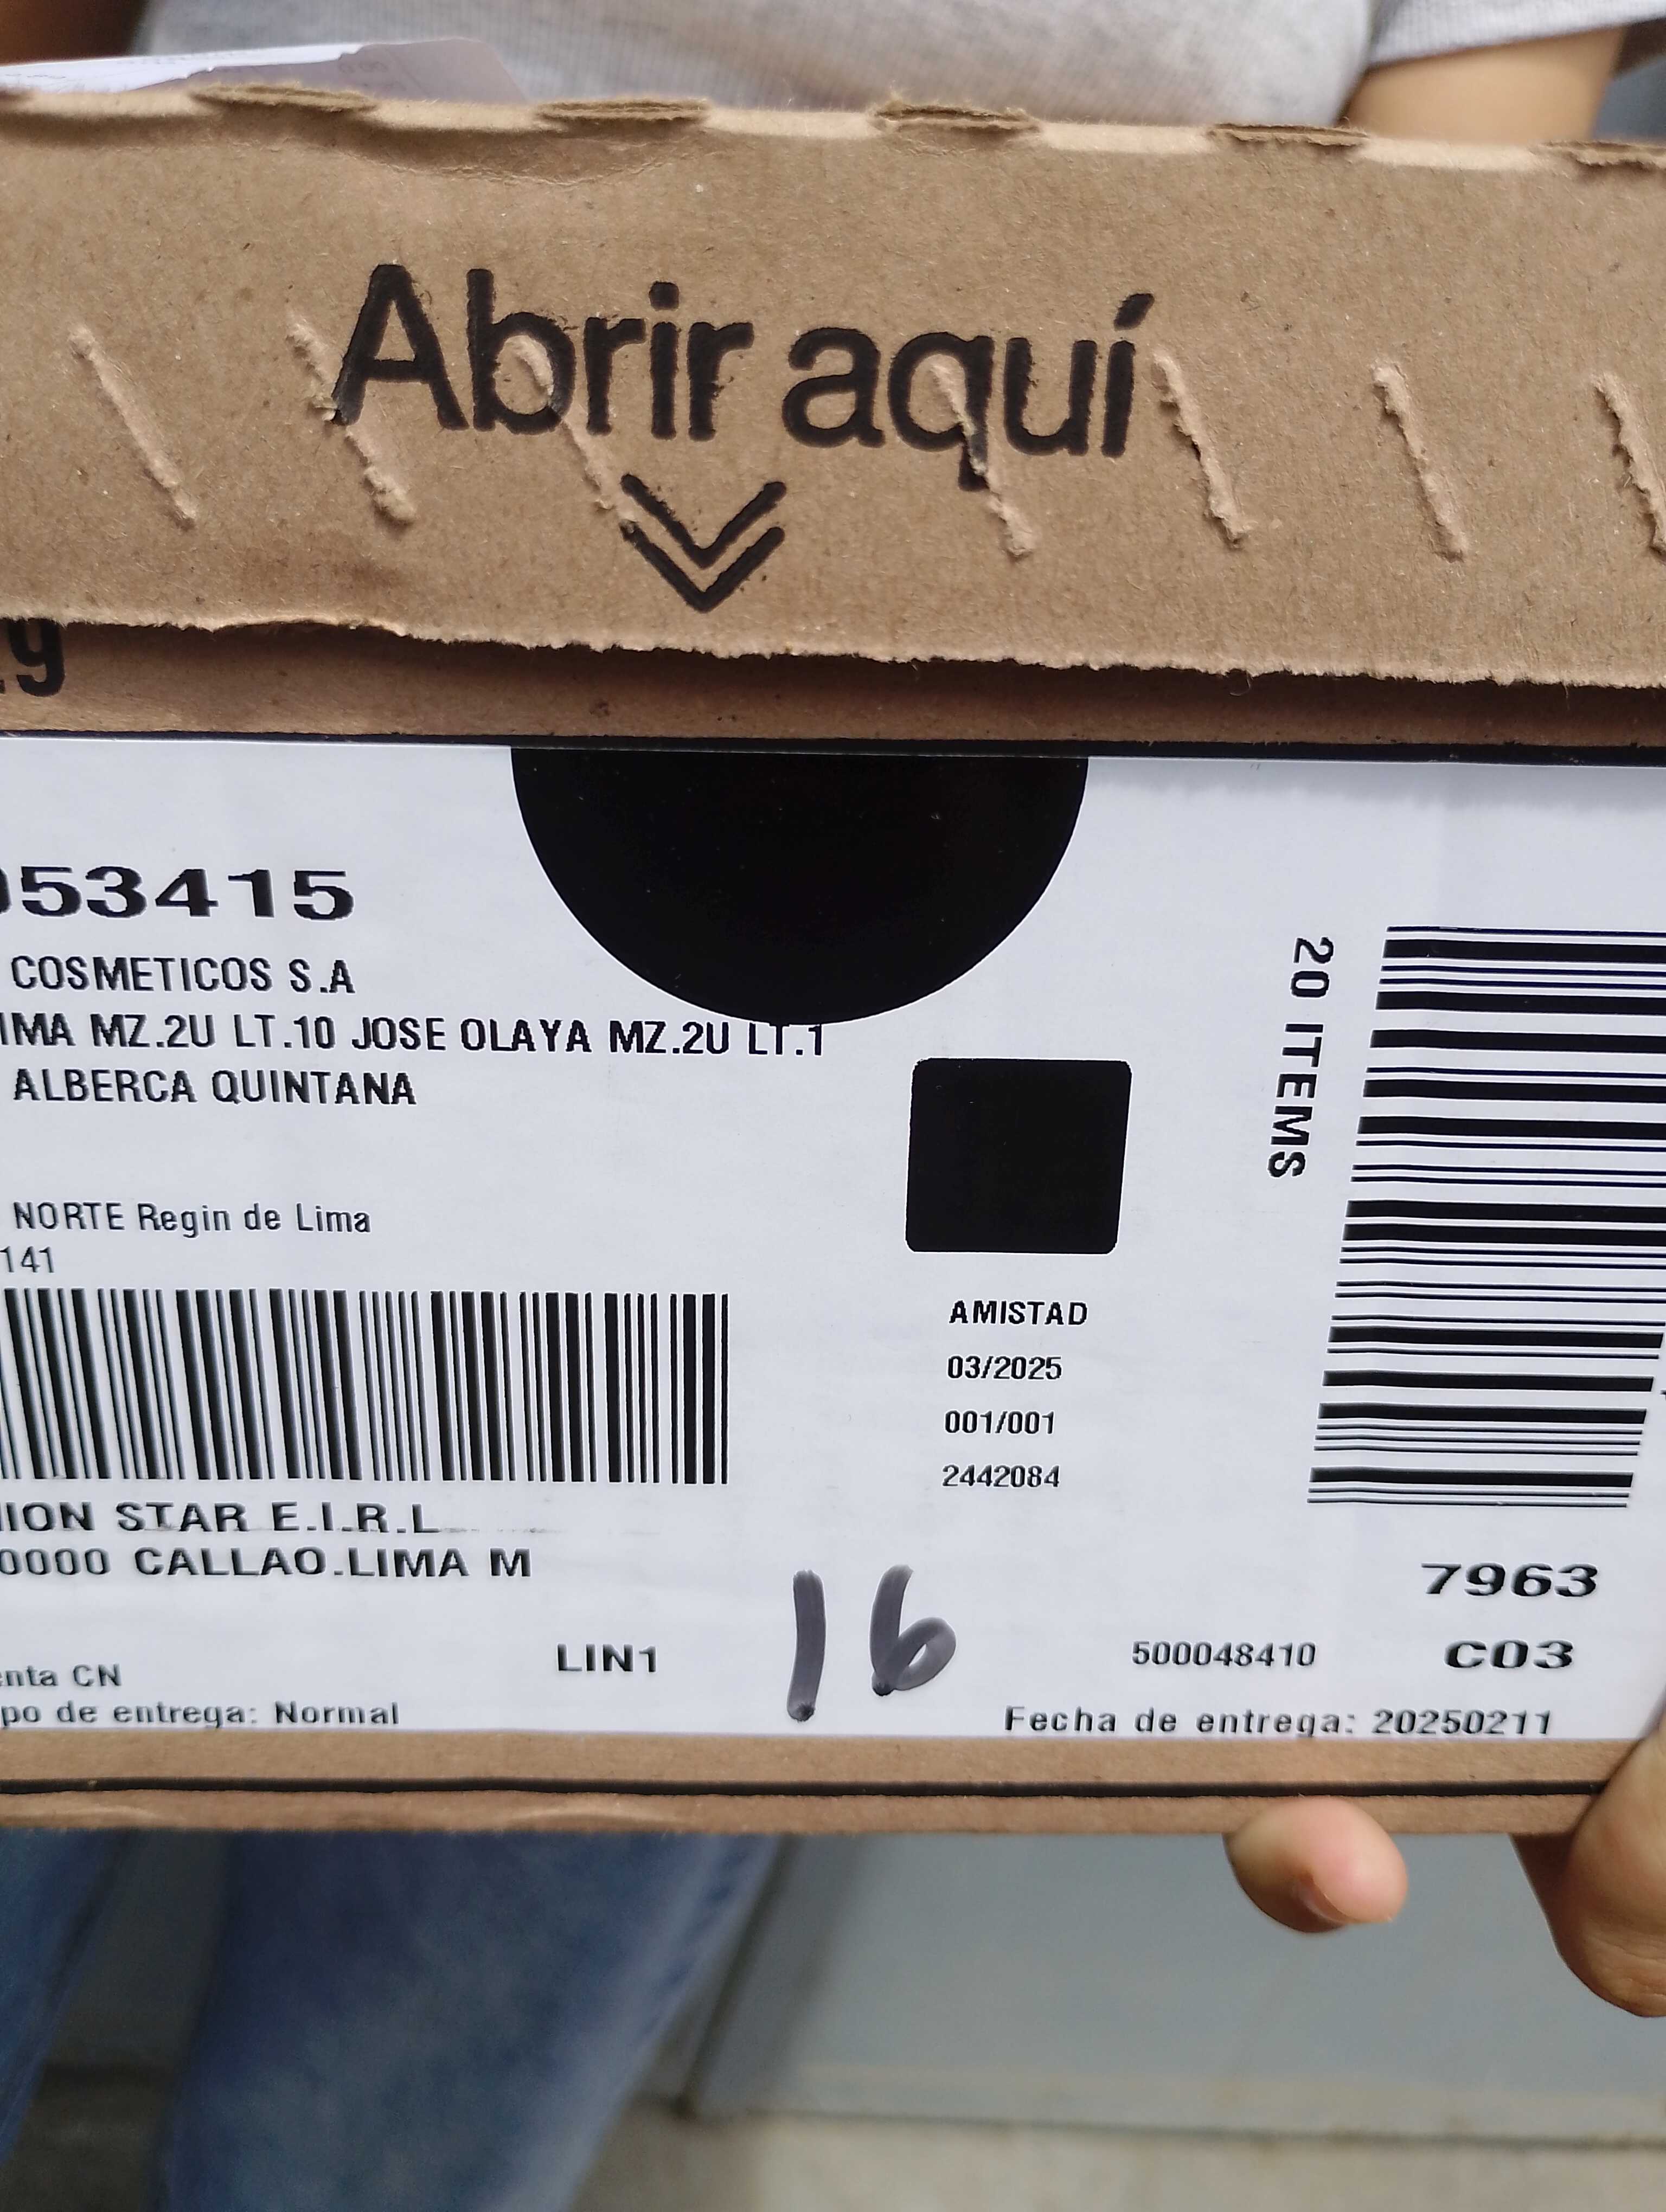 Abrir aquí
53415
COSMETICOS S.A
IMA MZ.2U LT.10 JOSE OLAYA MZ.2U LT.1
ALBERCA QUINTANA
NORTE Regin de Lima
141
20 ITEMS
AMISTAD
03/2025
001/001
2442084
ION STAR E.I.R.L
0000 CALLAO.LIMA M
7963
16
LIN1
500048410
C03
enta CN
po de entrega: Normal
Fecha de entrega: 20250211